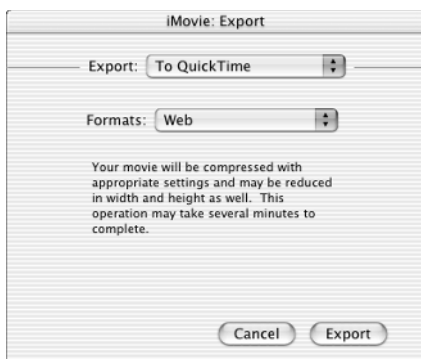 iMovie: Export
Export: To QuickTime
Formats: Web
Your movie will be compressed with
appropriate settings and may be reduced
in width and height as well. This
operation may take several minutes to
complete.
Cancel Export